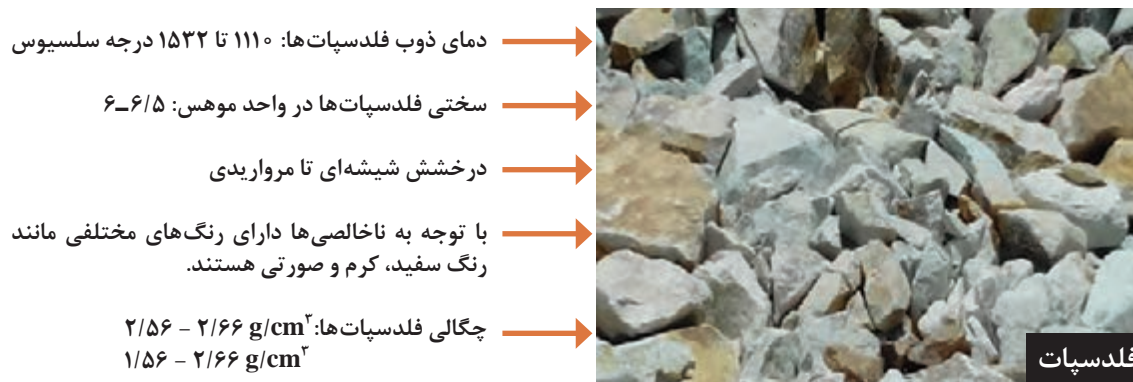 دمای ذوب فلدسپات‌ها: ۱۱۱۰ تا ۱۵۳۲ درجه سلسیوس
سختی فلدسپات‌ها در واحد موهس: ۶/۵ـ۶
درخشش شیشه‌ای تا مرواریدی
با توجه به ناخالصی‌ها دارای رنگ‌های مختلفی مانند
رنگ سفید، کرم و صورتی هستند.
چگالی فلدسپات‌ها: ۲/۵۶ – ۲/۶۶ g/cm³
۱/۵۶ – ۲/۶۶ g/cm³
فلدسپات